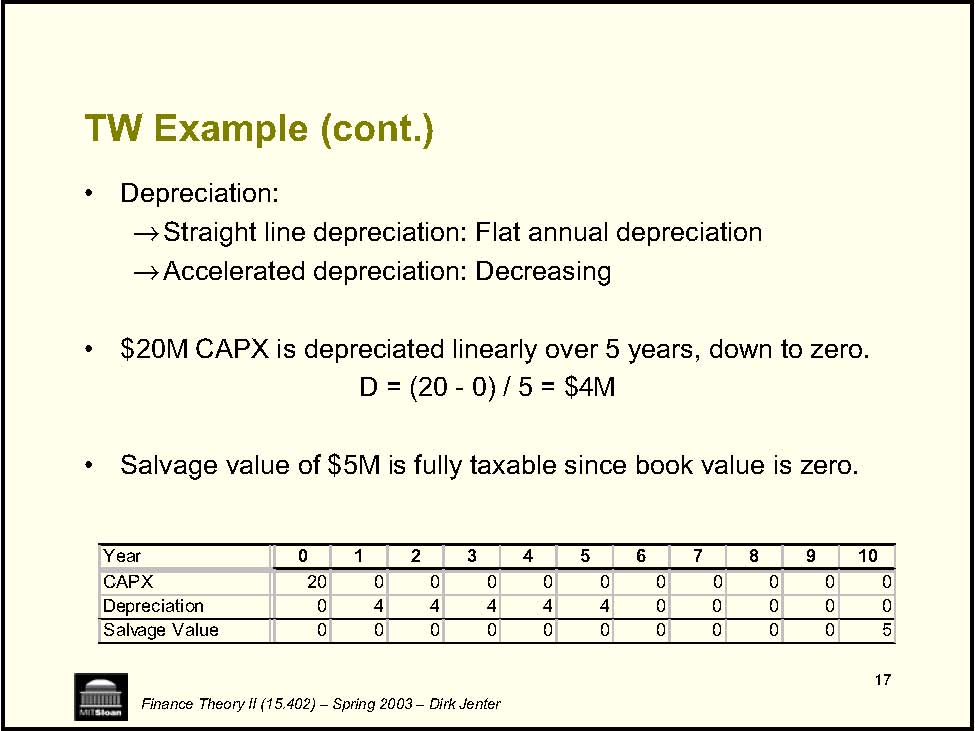 TW Example (cont.)
• Depreciation:
→ Straight line depreciation: Flat annual depreciation
→ Accelerated depreciation: Decreasing
• $20M CAPX is depreciated linearly over 5 years, down to zero.
D = (20 - 0) / 5 = $4M
• Salvage value of $5M is fully taxable since book value is zero.
Year 0 1 2 3 4 5 6 7 8 9 10
CAPX 20 0 0 0 0 0 0 0 0 0 0
Depreciation 0 4 4 4 4 4 0 0 0 0 0
Salvage Value 0 0 0 0 0 0 0 0 0 0 5
17
MITSloan
Finance Theory II (15.402) – Spring 2003 – Dirk Jenter